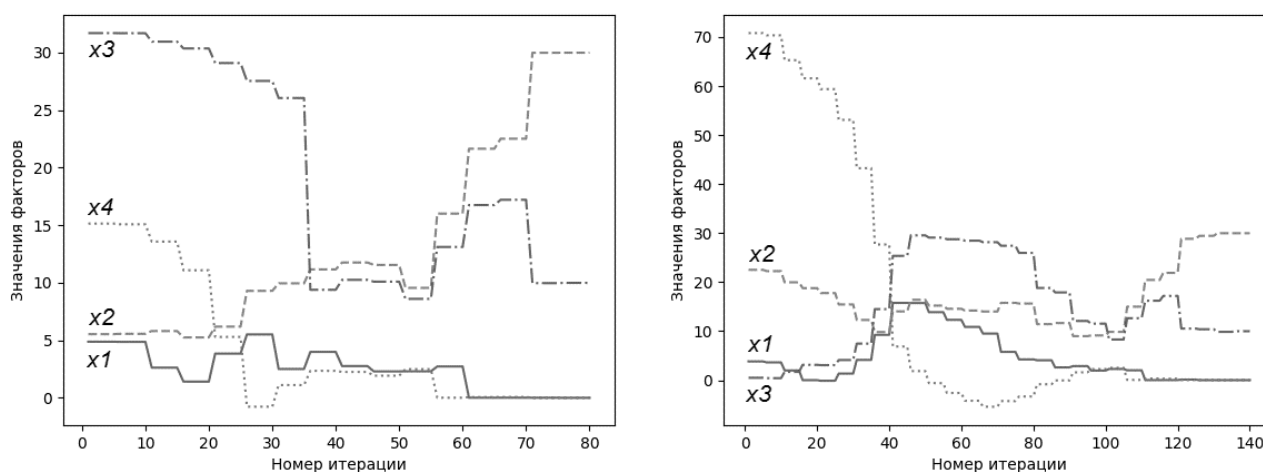 x3
x4
x2
x1
30
25
20
15
10
5
0
0 10 20 30 40 50 60 70 80
Значения факторов
Номер итерации
x4
x2
x1
x3
70
60
50
40
30
20
10
0
0 20 40 60 80 100 120 140
Значения факторов
Номер итерации